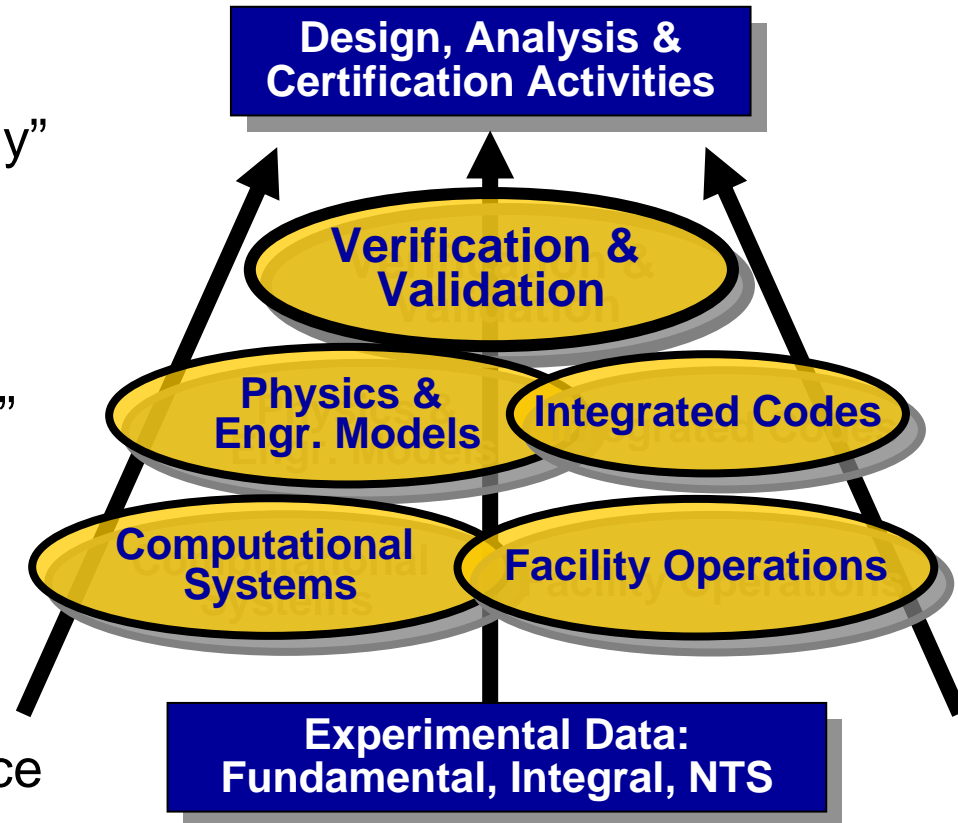 Design, Analysis &
Certification Activities
y”
Verification &
Validation
”
Physics &
Engr. Models
Integrated Codes
Computational
Systems
Facility Operations
Experimental Data:
Fundamental, Integral, NTS
ce